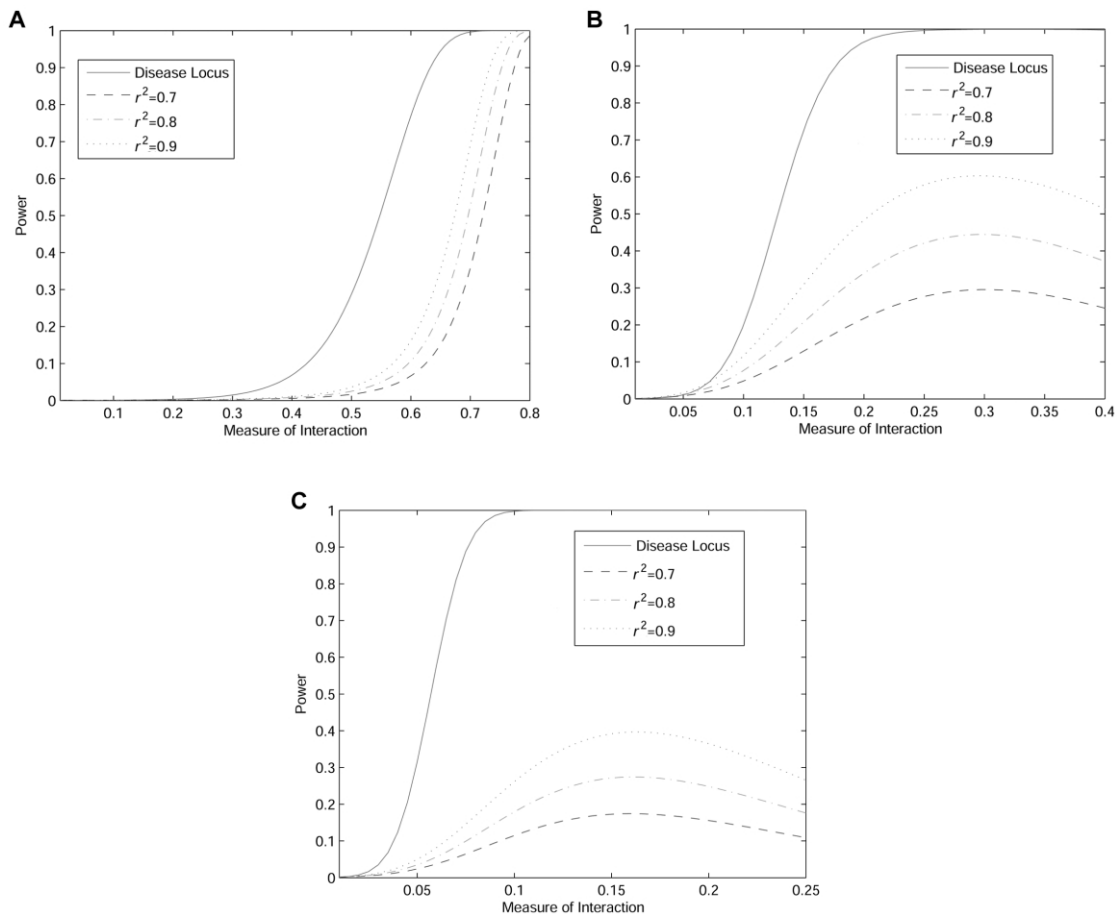 A
1
0.9
0.8
0.7
0.6
0.5
0.4
0.3
0.2
0.1
0
Power
Disease Locus
r²=0.7
r²=0.8
r²=0.9
0.1 0.2 0.3 0.4 0.5 0.6 0.7 0.8
Measure of Interaction
B
1
0.9
0.8
0.7
0.6
0.5
0.4
0.3
0.2
0.1
0
Power
Disease Locus
r²=0.7
r²=0.8
r²=0.9
0.05 0.1 0.15 0.2 0.25 0.3 0.35 0.4
Measure of Interaction
C
1
0.9
0.8
0.7
0.6
0.5
0.4
0.3
0.2
0.1
0
Power
Disease Locus
r²=0.7
r²=0.8
r²=0.9
0.05 0.1 0.15 0.2 0.25
Measure of Interaction